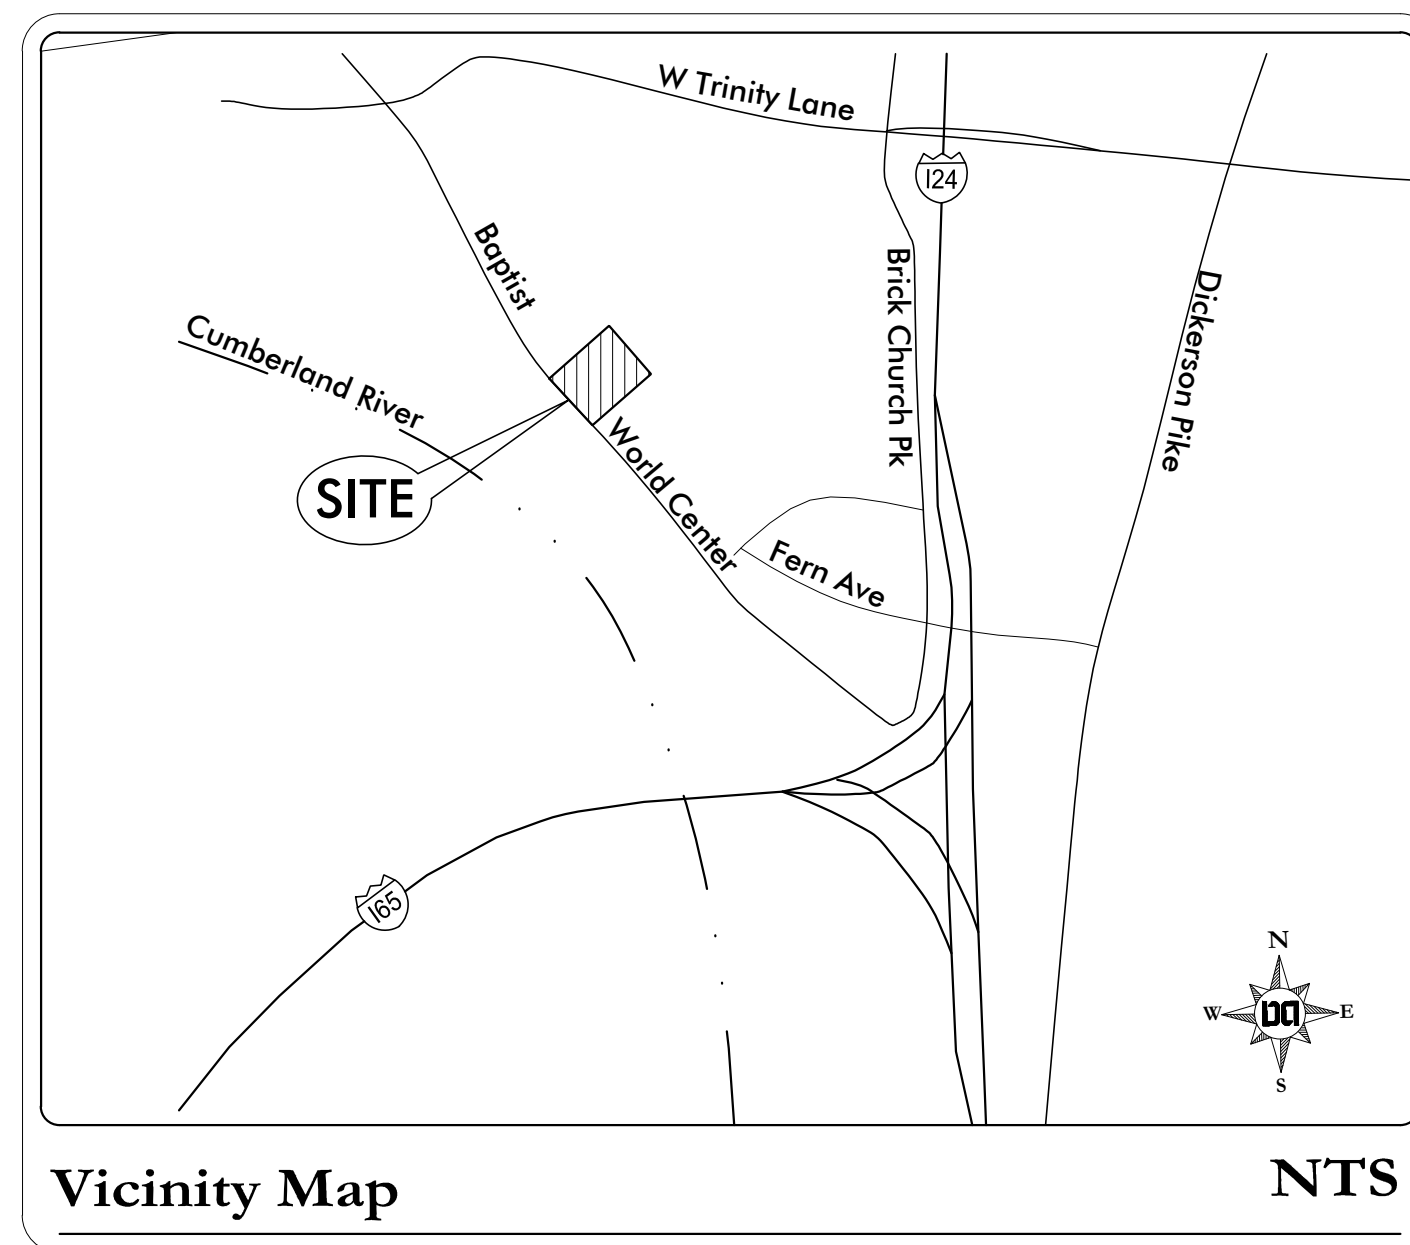 W Trinity Lane
I24
Baptist
Brick Church Pk
Dickerson Pike
Cumberland River
World Center
SITE
Fern Ave
I65
N
W
E
S
Vicinity Map
NTS